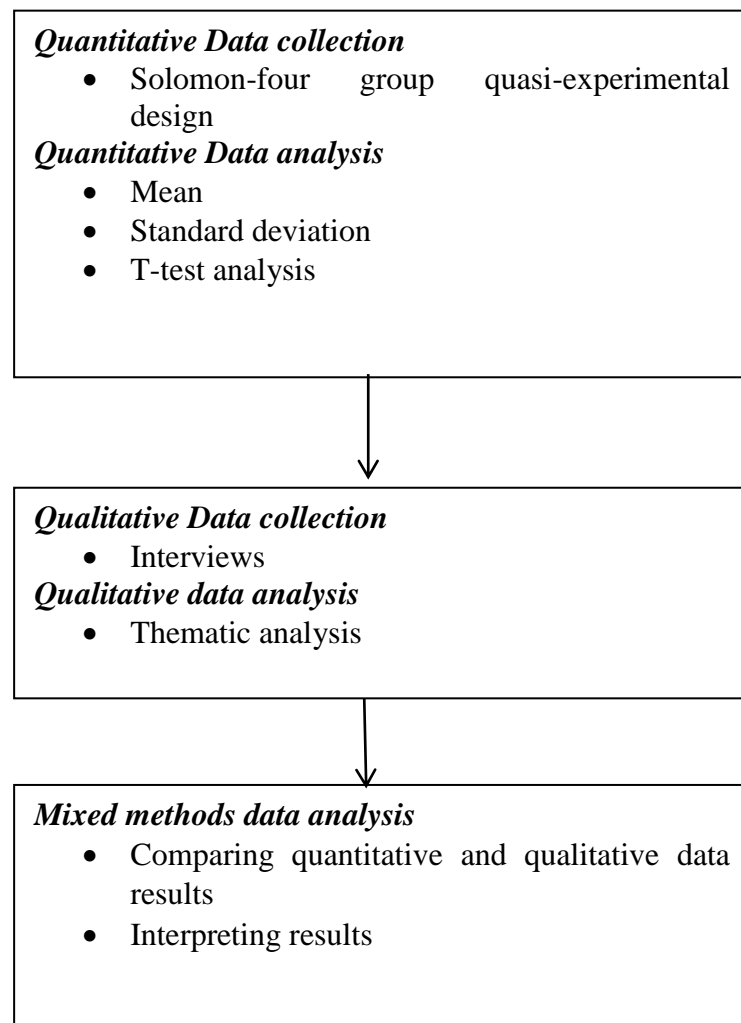 Quantitative Data collection
• Solomon-four group quasi-experimental
design
Quantitative Data analysis
• Mean
• Standard deviation
• T-test analysis
Qualitative Data collection
• Interviews
Qualitative data analysis
• Thematic analysis
Mixed methods data analysis
• Comparing quantitative and qualitative data
results
• Interpreting results